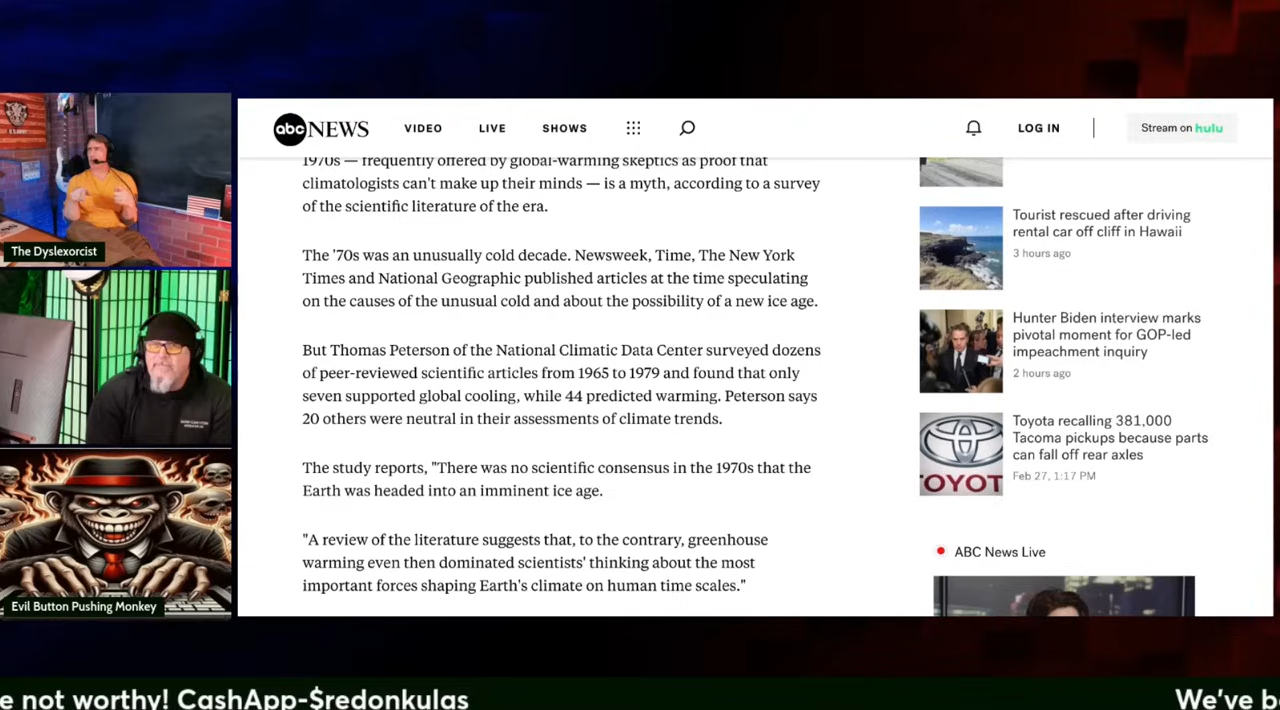 abc NEWS
VIDEO
LIVE
SHOWS
LOG IN
Stream on hulu
1970s — frequently offered by global-warming skeptics as proof that
climatologists can't make up their minds — is a myth, according to a survey
of the scientific literature of the era.
The '70s was an unusually cold decade. Newsweek, Time, The New York
Times and National Geographic published articles at the time speculating
on the causes of the unusual cold and about the possibility of a new ice age.
But Thomas Peterson of the National Climatic Data Center surveyed dozens
of peer-reviewed scientific articles from 1965 to 1979 and found that only
seven supported global cooling, while 44 predicted warming. Peterson says
20 others were neutral in their assessments of climate trends.
The study reports, "There was no scientific consensus in the 1970s that the
Earth was headed into an imminent ice age.
"A review of the literature suggests that, to the contrary, greenhouse
warming even then dominated scientists' thinking about the most
important forces shaping Earth's climate on human time scales."
Tourist rescued after driving
rental car off cliff in Hawaii
3 hours ago
Hunter Biden interview marks
pivotal moment for GOP-led
impeachment inquiry
2 hours ago
TOYOT
Toyota recalling 381,000
Tacoma pickups because parts
can fall off rear axles
Feb 27, 1:17 PM
ABC News Live
The Dyslexorcist
Evil Button Pushing Monkey
e not worthy! CashApp-$redonkulas
We've b